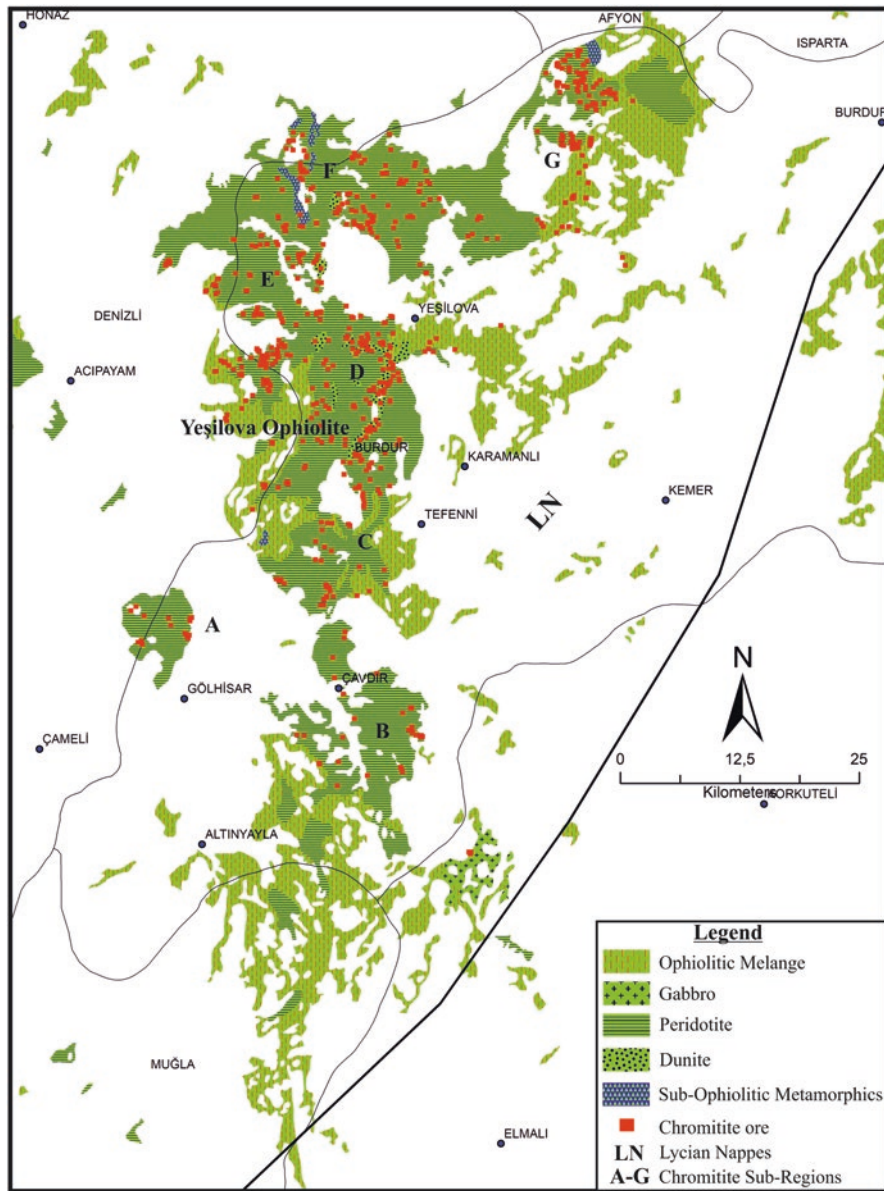 HONAZ
AFYON
ISPARTA
BURDUR
G
F
E
DENİZLİ
YEŞİLOVA
ACIPAYAM
D
Yeşilova Ophiolite
BURDUR
KARAMANLI
KEMER
LN
TEFENNİ
C
A
N
GÖLHİSAR
ÇAVDIR
B
ÇAMELİ
0 12,5 25
Kilometers
KORKUTELİ
ALTINYAYLA
MUĞLA
ELMALI
Legend
Ophiolitic Melange
Gabbro
Peridotite
Dunite
Sub-Ophiolitic Metamorphics
Chromitite ore
LN Lycian Nappes
A-G Chromitite Sub-Regions